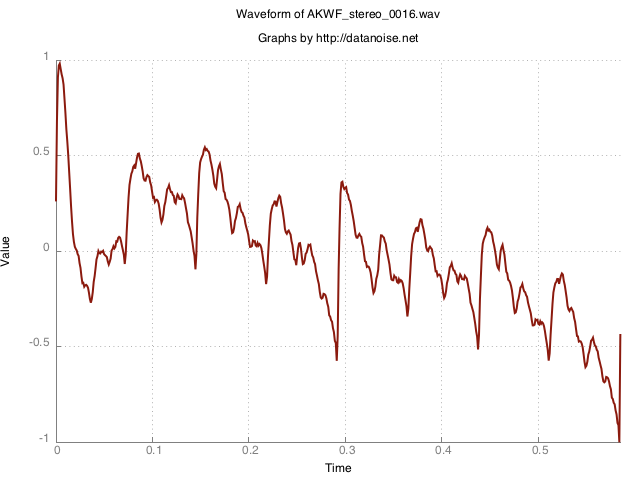 Waveform of AKWF_stereo_0016.wav
Graphs by http://datanoise.net
1
0.5
0
-0.5
-1
Value
0 0.1 0.2 0.3 0.4 0.5
Time